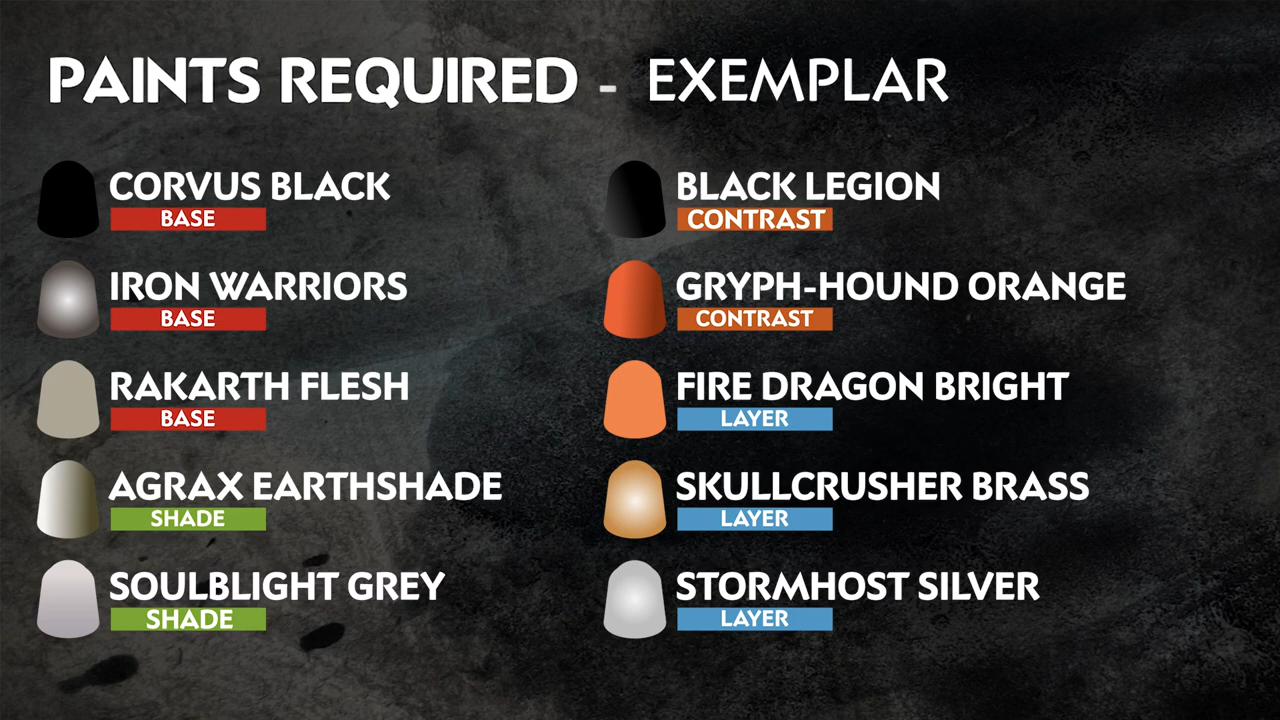 PAINTS REQUIRED - EXEMPLAR
CORVUS BLACK
BASE
IRON WARRIORS
BASE
RAKARTH FLESH
BASE
AGRAX EARTHSHADE
SHADE
SOULBLIGHT GREY
SHADE
BLACK LEGION
CONTRAST
GRYPH-HOUND ORANGE
CONTRAST
FIRE DRAGON BRIGHT
LAYER
SKULLCRUSHER BRASS
LAYER
STORMHOST SILVER
LAYER